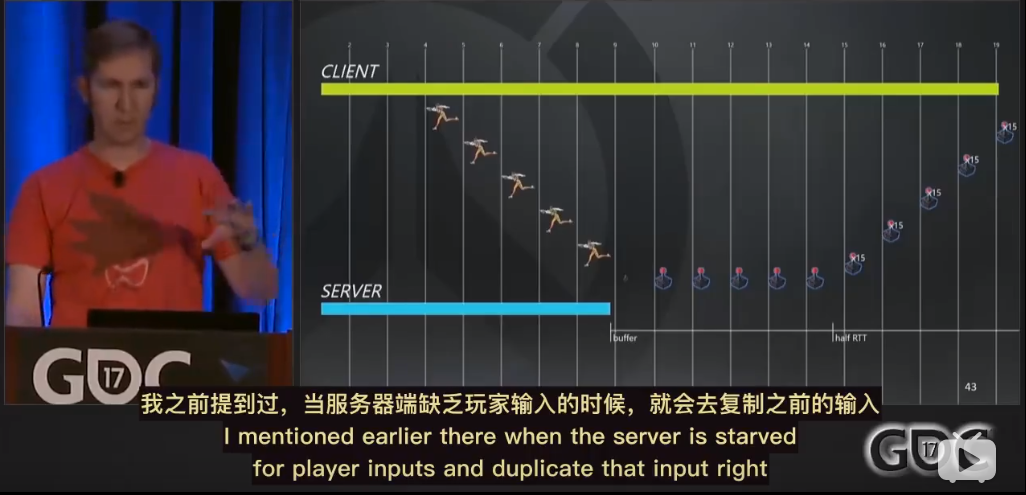 2 3 4 5 6 7 8 9 10 11 12 13 14 15 16 17 18 19
CLIENT
x15
x15
x15
x15
x15
SERVER
buffer
half RTT
43
GDC
17
我之前提到过，当服务器端缺乏玩家输入的时候，就会去复制之前的输入
I mentioned earlier there when the server is starved
for player inputs and duplicate that input right
GDC
17